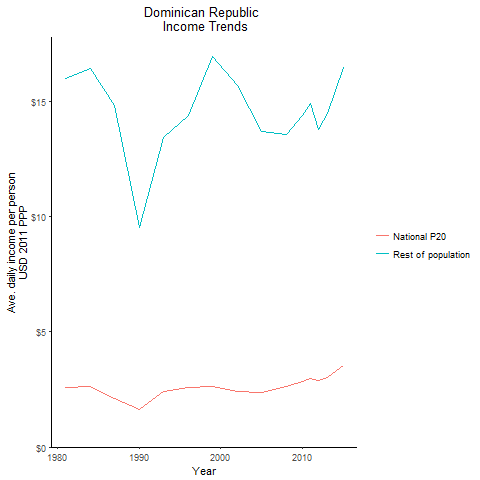 Dominican Republic
Income Trends
Ave. daily income per person
USD 2011 PPP
$15
$10
$5
$0
1980 1990 2000 2010
Year
National P20
Rest of population